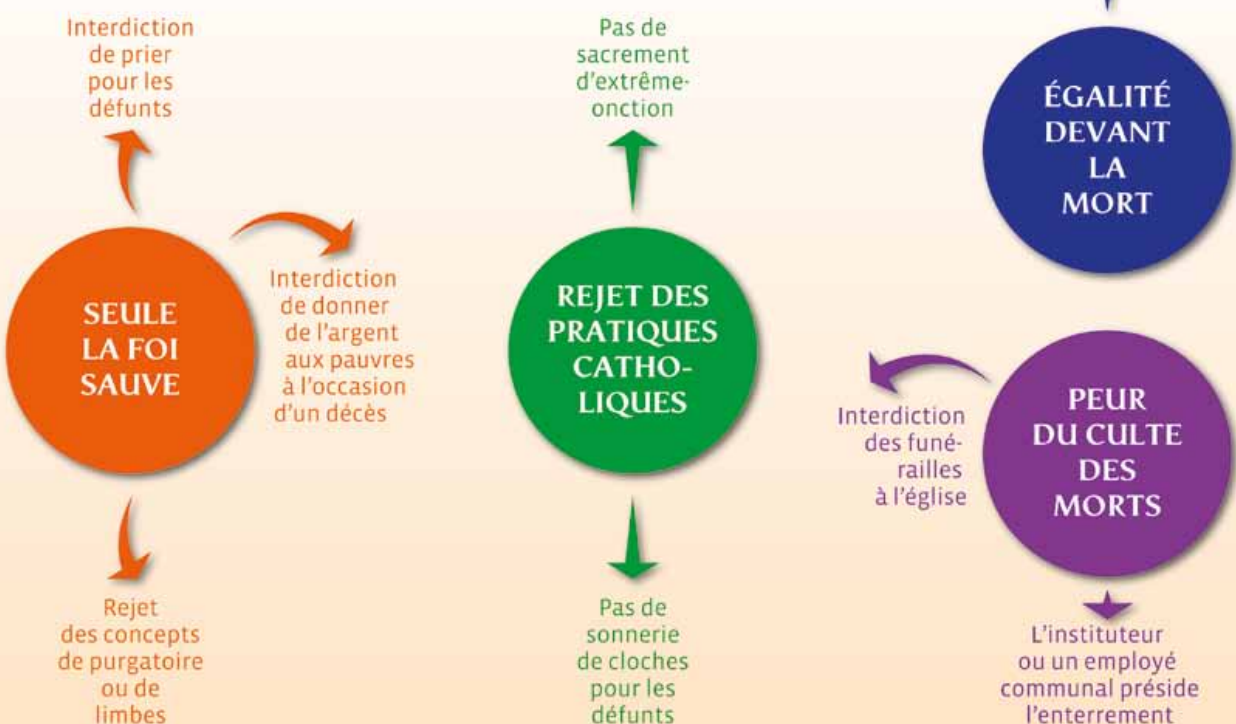 Interdiction
de prier
pour les
défunts
SEULE
LA FOI
SAUVE
Interdiction
de donner
de l'argent
aux pauvres
à l'occasion
d'un décès
Rejet
des concepts
de purgatoire
ou de
limbes
Pas de
sacrement
d'extrême-
onction
REJET DES
PRATIQUES
CATHO-
LIQUES
Pas de
sonnerie
de cloches
pour les
défunts
ÉGALITÉ
DEVANT
LA
MORT
Interdiction
des funé-
railles
à l'église
PEUR
DU CULTE
DES
MORTS
L'instituteur
ou un employé
communal préside
l'enterrement